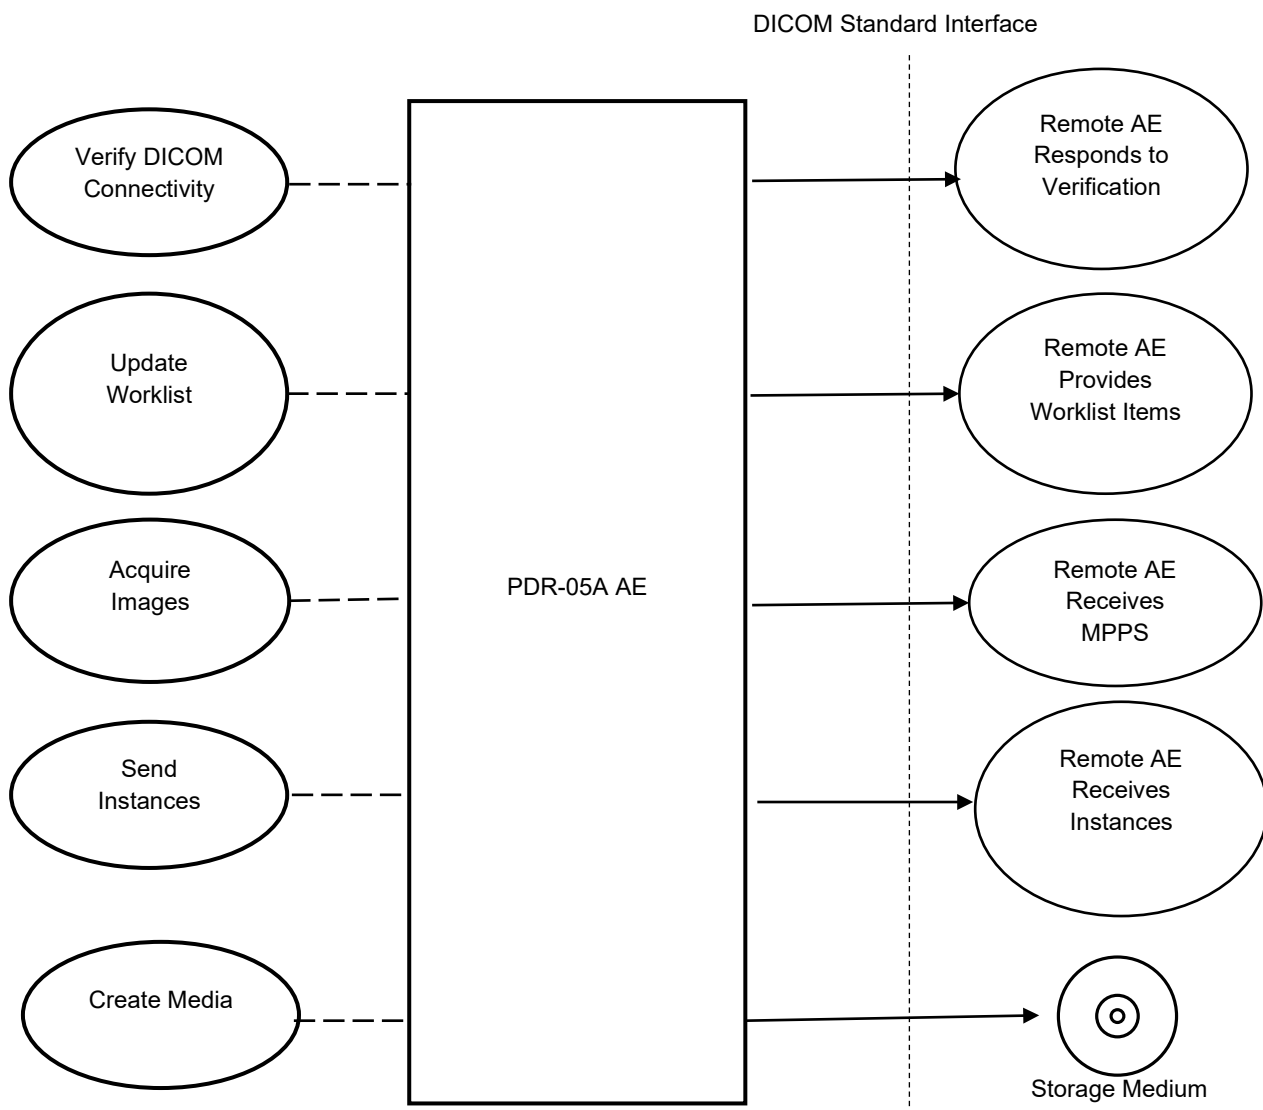 DICOM Standard Interface
Verify DICOM
Connectivity
Remote AE
Responds to
Verification
Update
Worklist
Remote AE
Provides
Worklist Items
Acquire
Images
PDR-05A AE
Remote AE
Receives
MPPS
Send
Instances
Remote AE
Receives
Instances
Create Media
Storage Medium